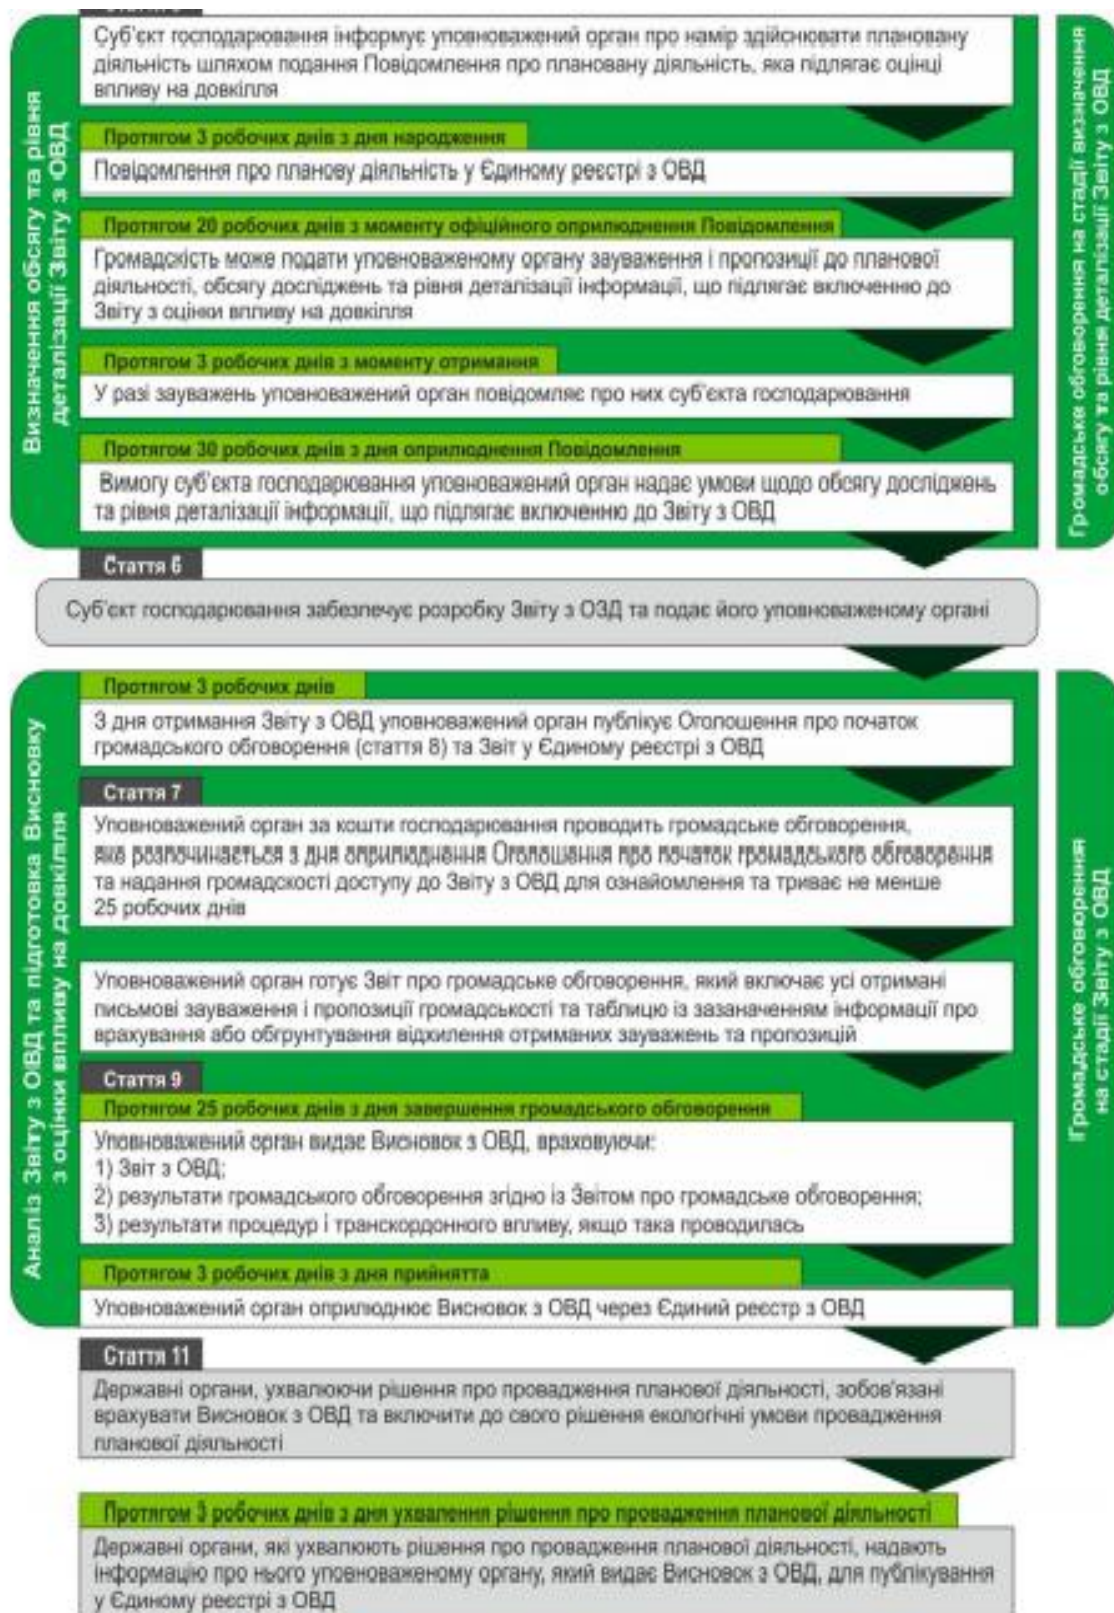 Суб'єкт господарювання інформує уповноважений орган про намір здійснювати плановану
діяльність шляхом подання Повідомлення про плановану діяльність, яка підлягає оцінці
впливу на довкілля
Протягом 3 робочих днів з дня народження
Повідомлення про планову діяльність у Єдиному реєстрі з ОВД
Протягом 20 робочих днів з моменту офіційного оприлюднення Повідомлення
Громадскість може подати уповноваженому органу зауваження і пропозиції до планової
діяльності, обсягу досліджень та рівня деталізації інформації, що підлягає включенню до
Звіту з оцінки впливу на довкілля
Протягом 3 робочих днів з моменту отримання
У разі зауважень уповноважений орган повідомляє про них суб'єкта господарювання
Протягом 30 робочих днів з дня оприлюднення Повідомлення
Вимогу суб'єкта господарювання уповноважений орган надає умови щодо обсягу досліджень
та рівня деталізації інформації, що підлягає включенню до Звіту з ОВД
Визначення обсягу та рівня
деталізації Звіту з ОВД
Громадське обговорення на стадії визначення
обсягу та рівня деталізації Звіту з ОВД
Стаття 6
Суб'єкт господарювання забезпечує розробку Звіту з ОЗД та подає його уповноваженому органі
Протягом 3 робочих днів
З дня отримання Звіту з ОВД уповноважений орган публікує Оголошення про початок
громадського обговорення (стаття 8) та Звіт у Єдиному реєстрі з ОВД
Стаття 7
Уповноважений орган за кошти господарювання проводить громадське обговорення,
яке розпочинається з дня оприлюднення Оголошення про початок громадського обговорення
та надання громадскості доступу до Звіту з ОВД для ознайомлення та триває не менше
25 робочих днів
Уповноважений орган готує Звіт про громадське обговорення, який включає усі отримані
письмові зауваження і пропозиції громадськості та таблицю із зазаначенням інформації про
врахування або обгрунтування відхилення отриманих зауважень та пропозицій
Стаття 9
Протягом 25 робочих днів з дня завершення громадського обговорення
Уповноважений орган видає Висновок з ОВД, враховуючи:
1) Звіт з ОВД;
2) результати громадського обговорення згідно із Звітом про громадське обговорення;
3) результати процедур і транскордонного впливу, якщо така проводилась
Протягом 3 робочих днів з дня прийнятта
Уповноважений орган оприлюднює Висновок з ОВД через Єдиний реєстр з ОВД
Аналіз Звіту з ОВД та підготовка Висновку
з оцінки впливу на довкілля
Громадське обговорення
на стадії Звіту з ОВД
Стаття 11
Державні органи, ухвалюючи рішення про провадження планової діяльності, зобов'язані
врахувати Висновок з ОВД та включити до свого рішення екологічні умови провадження
планової діяльності
Протягом 3 робочих днів з дня ухвалення рішення про провадження планової діяльності
Державні органи, які ухвалюють рішення про провадження планової діяльності, надають
інформацію про нього уповноваженому органу, який видає Висновок з ОВД, для публікування
у Єдиному реєстрі з ОВД